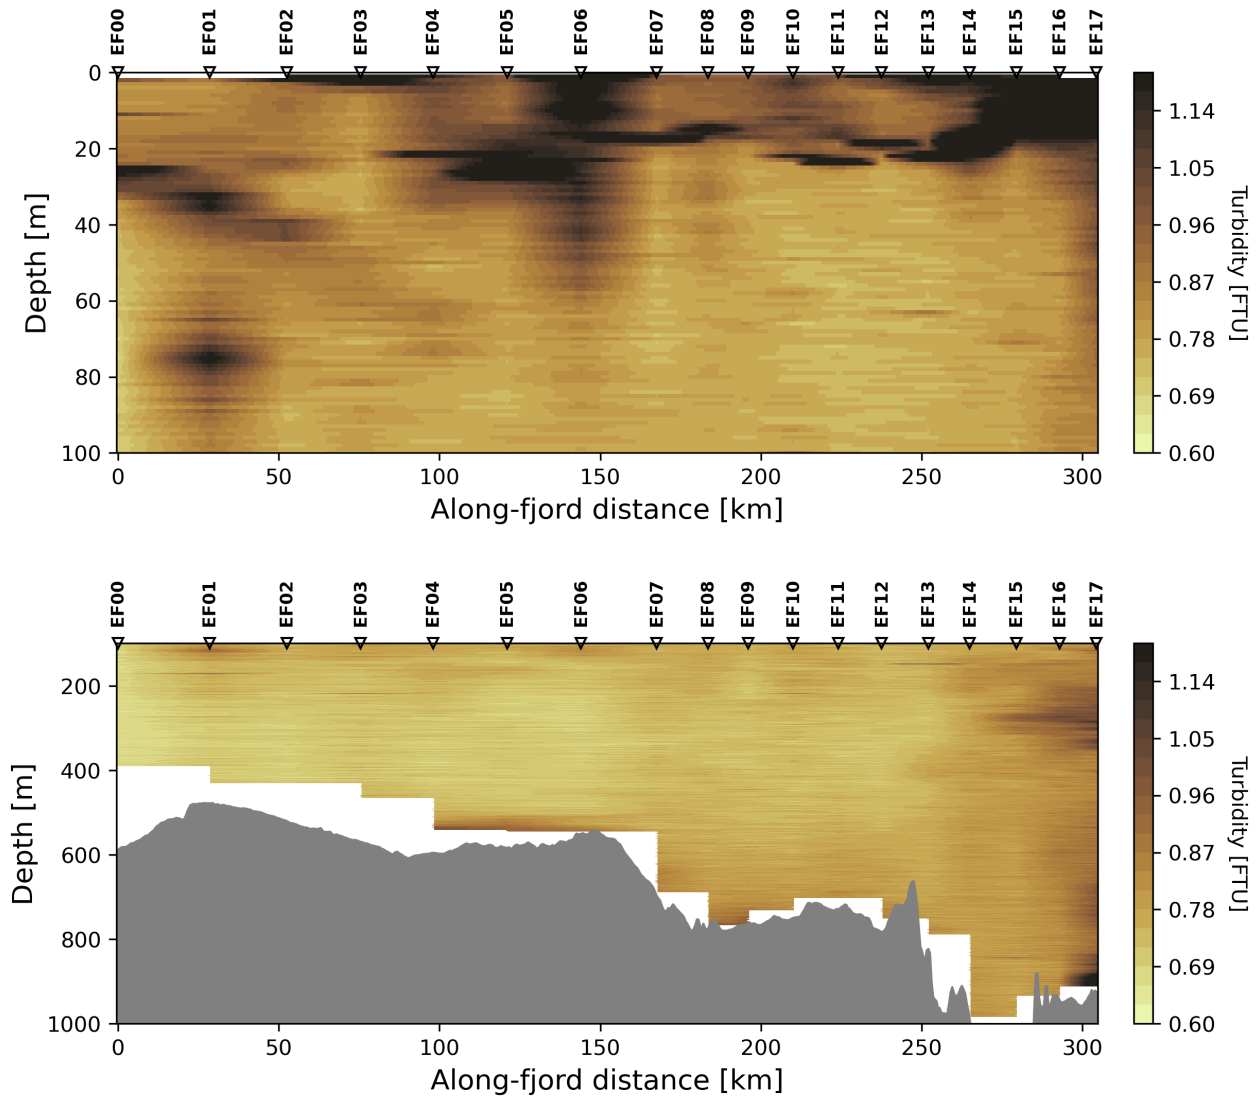 EF00 EF01 EF02 EF03 EF04 EF05 EF06 EF07 EF08 EF09 EF10 EF11 EF12 EF13 EF14 EF15 EF16 EF17
0
20
40
60
80
100
Depth [m]
0 50 100 150 200 250 300
Along-fjord distance [km]
1.14
1.05
0.96
0.87
0.78
0.69
0.60
Turbidity [FTU]
EF00 EF01 EF02 EF03 EF04 EF05 EF06 EF07 EF08 EF09 EF10 EF11 EF12 EF13 EF14 EF15 EF16 EF17
200
400
600
800
1000
Depth [m]
0 50 100 150 200 250 300
Along-fjord distance [km]
1.14
1.05
0.96
0.87
0.78
0.69
0.60
Turbidity [FTU]